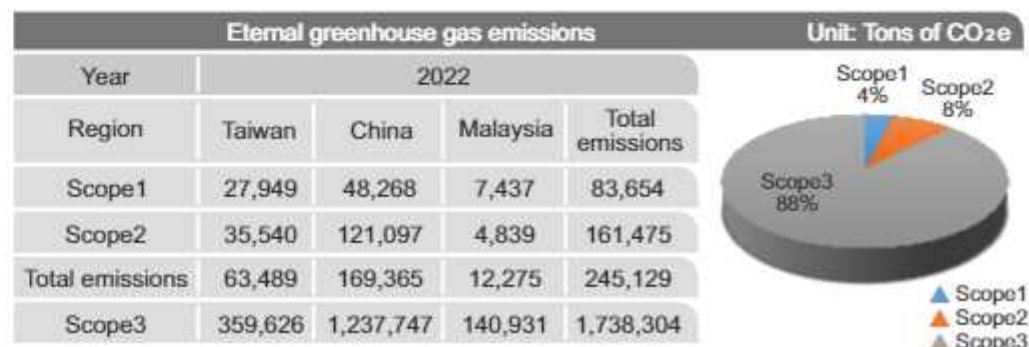 Eternal greenhouse gas emissions Unit: Tons of CO₂e
Year 2022
Region Taiwan China Malaysia Total emissions
Scope1 27,949 48,268 7,437 83,654
Scope2 35,540 121,097 4,839 161,475
Total emissions 63,489 169,365 12,275 245,129
Scope3 359,626 1,237,747 140,931 1,738,304
Scope1
4%
Scope2
8%
Scope3
88%
Scope1
Scope2
Scope3